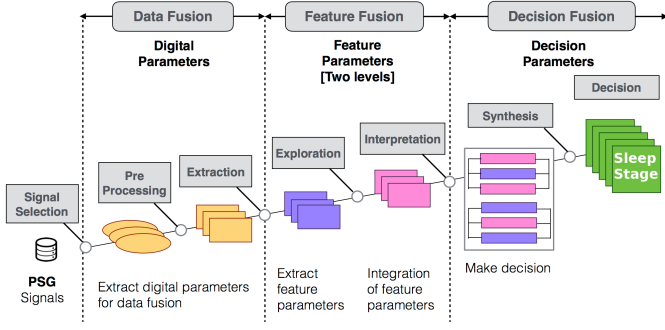 Data Fusion
Feature Fusion
Decision Fusion
Digital
Parameters
Feature
Parameters
[Two levels]
Decision
Parameters
Decision
Synthesis
Interpretation
Exploration
Extraction
Pre
Processing
Signal
Selection
Sleep
Stage
PSG
Signals
Extract digital parameters
for data fusion
Extract
feature
parameters
Integration
of feature
parameters
Make decision